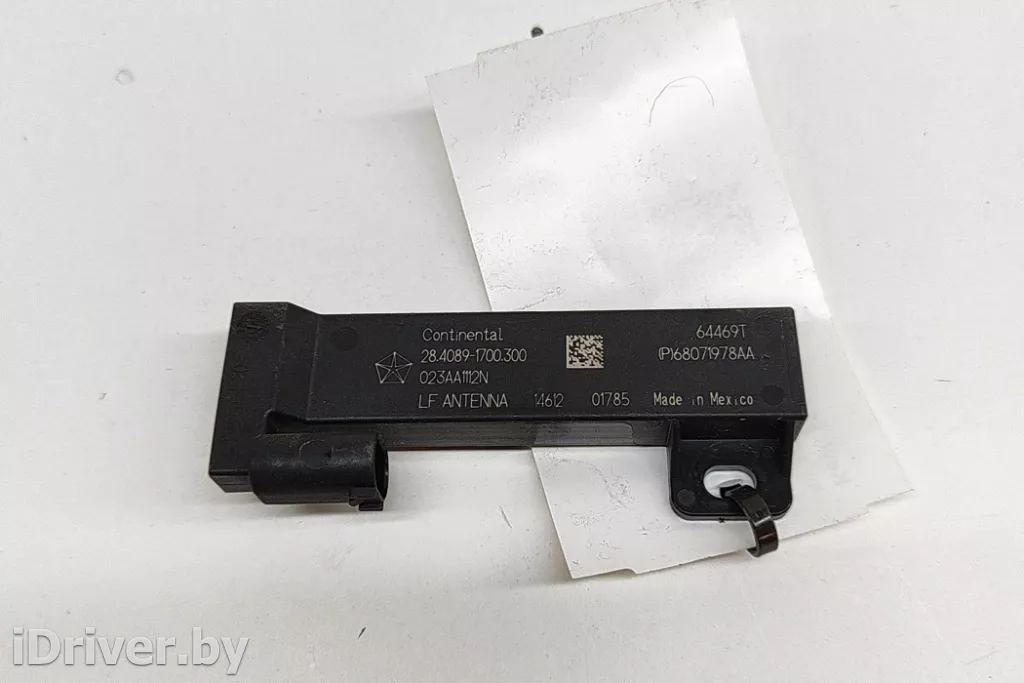 Continental
28.4089-1700.300
023AA1112N
LF ANTENNA 14612 01785 Made in Mexico
64469T
(P)68071978AA
iDriver.by